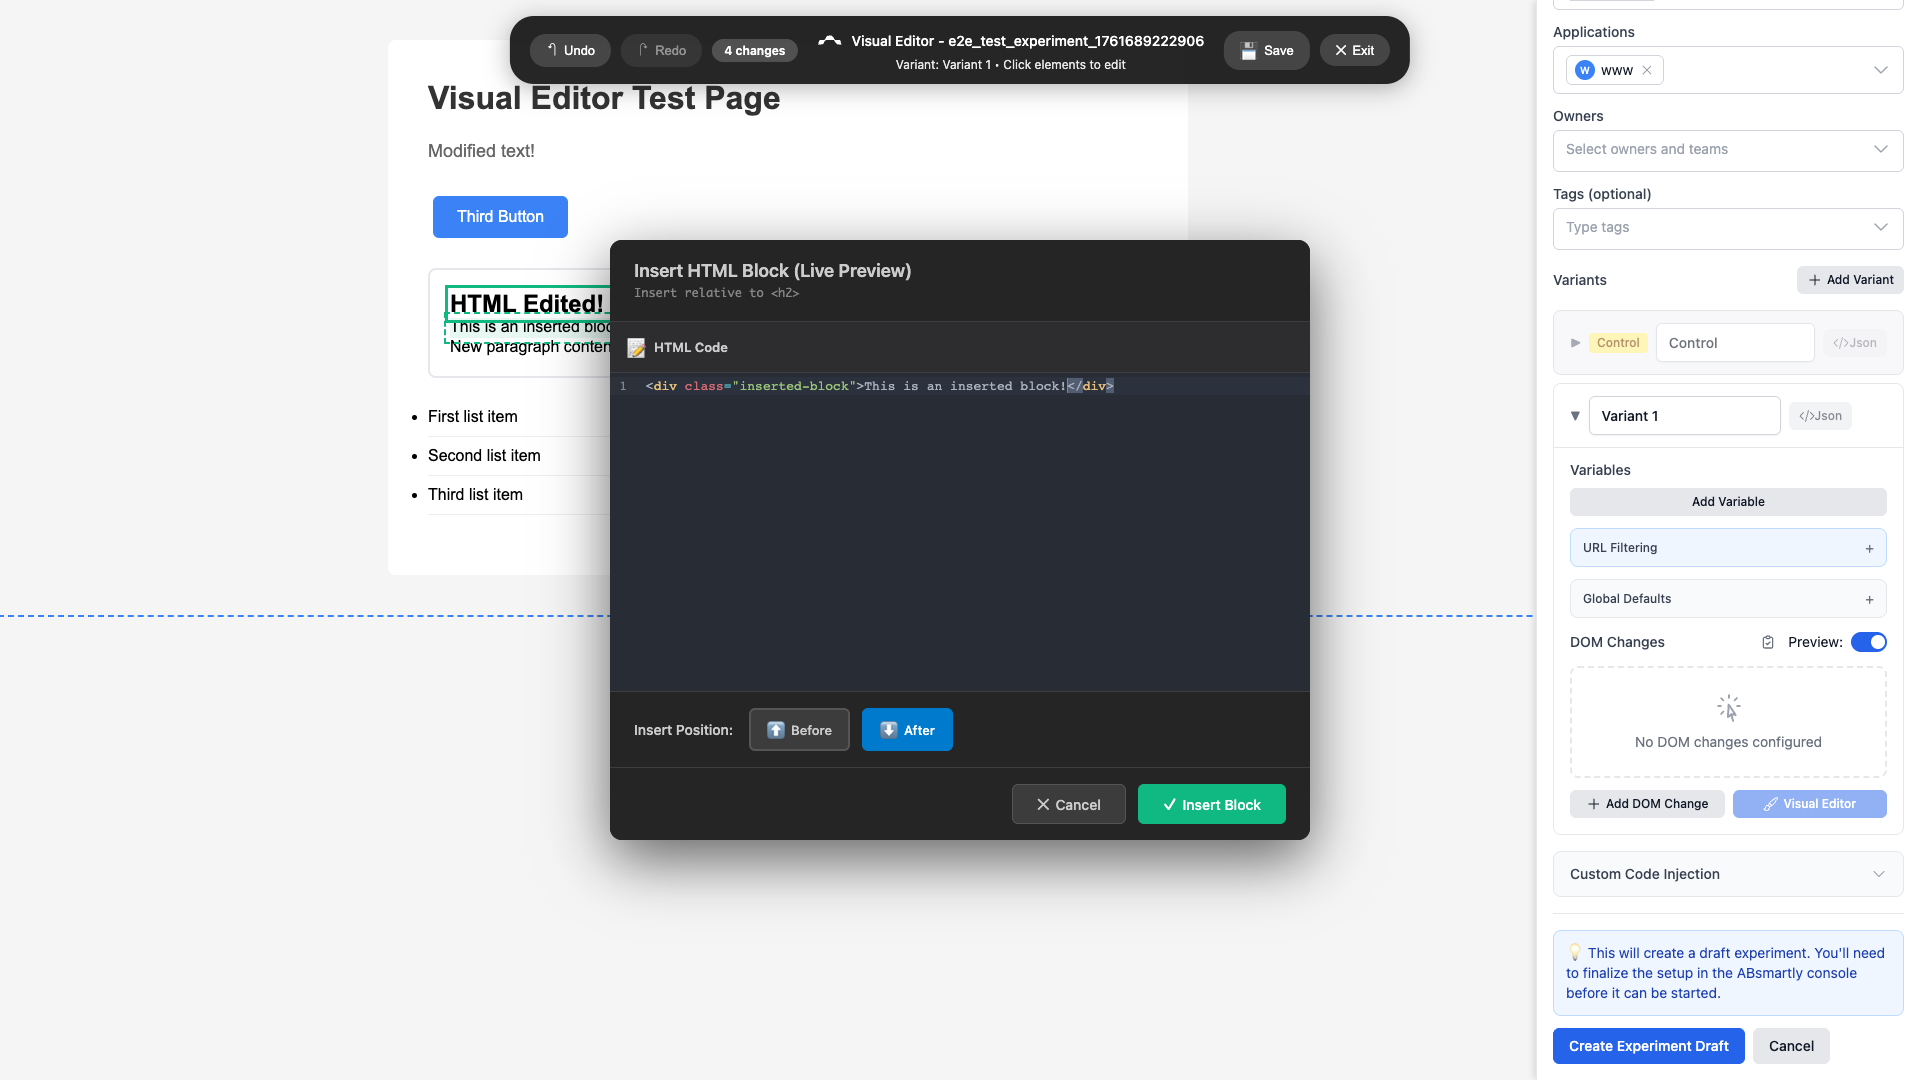 Undo
Redo
4 changes
Visual Editor - e2e_test_experiment_1761689222906
Variant: Variant 1 • Click elements to edit
Save
Exit
Visual Editor Test Page
Modified text!
Third Button
HTML Edited!
This is an inserted bloc
New paragraph conten
First list item
Second list item
Third list item
Insert HTML Block (Live Preview)
Insert relative to <h2>
HTML Code
1 <div class="inserted-block">This is an inserted block!</div>
Insert Position:
Before
After
Cancel
Insert Block
Applications
W www
Owners
Select owners and teams
Tags (optional)
Type tags
Variants
Add Variant
Control
Control
</>Json
Variant 1
</>Json
Variables
Add Variable
URL Filtering +
Global Defaults +
DOM Changes
Preview:
No DOM changes configured
Add DOM Change
Visual Editor
Custom Code Injection
This will create a draft experiment. You'll need
to finalize the setup in the ABsmartly console
before it can be started.
Create Experiment Draft
Cancel